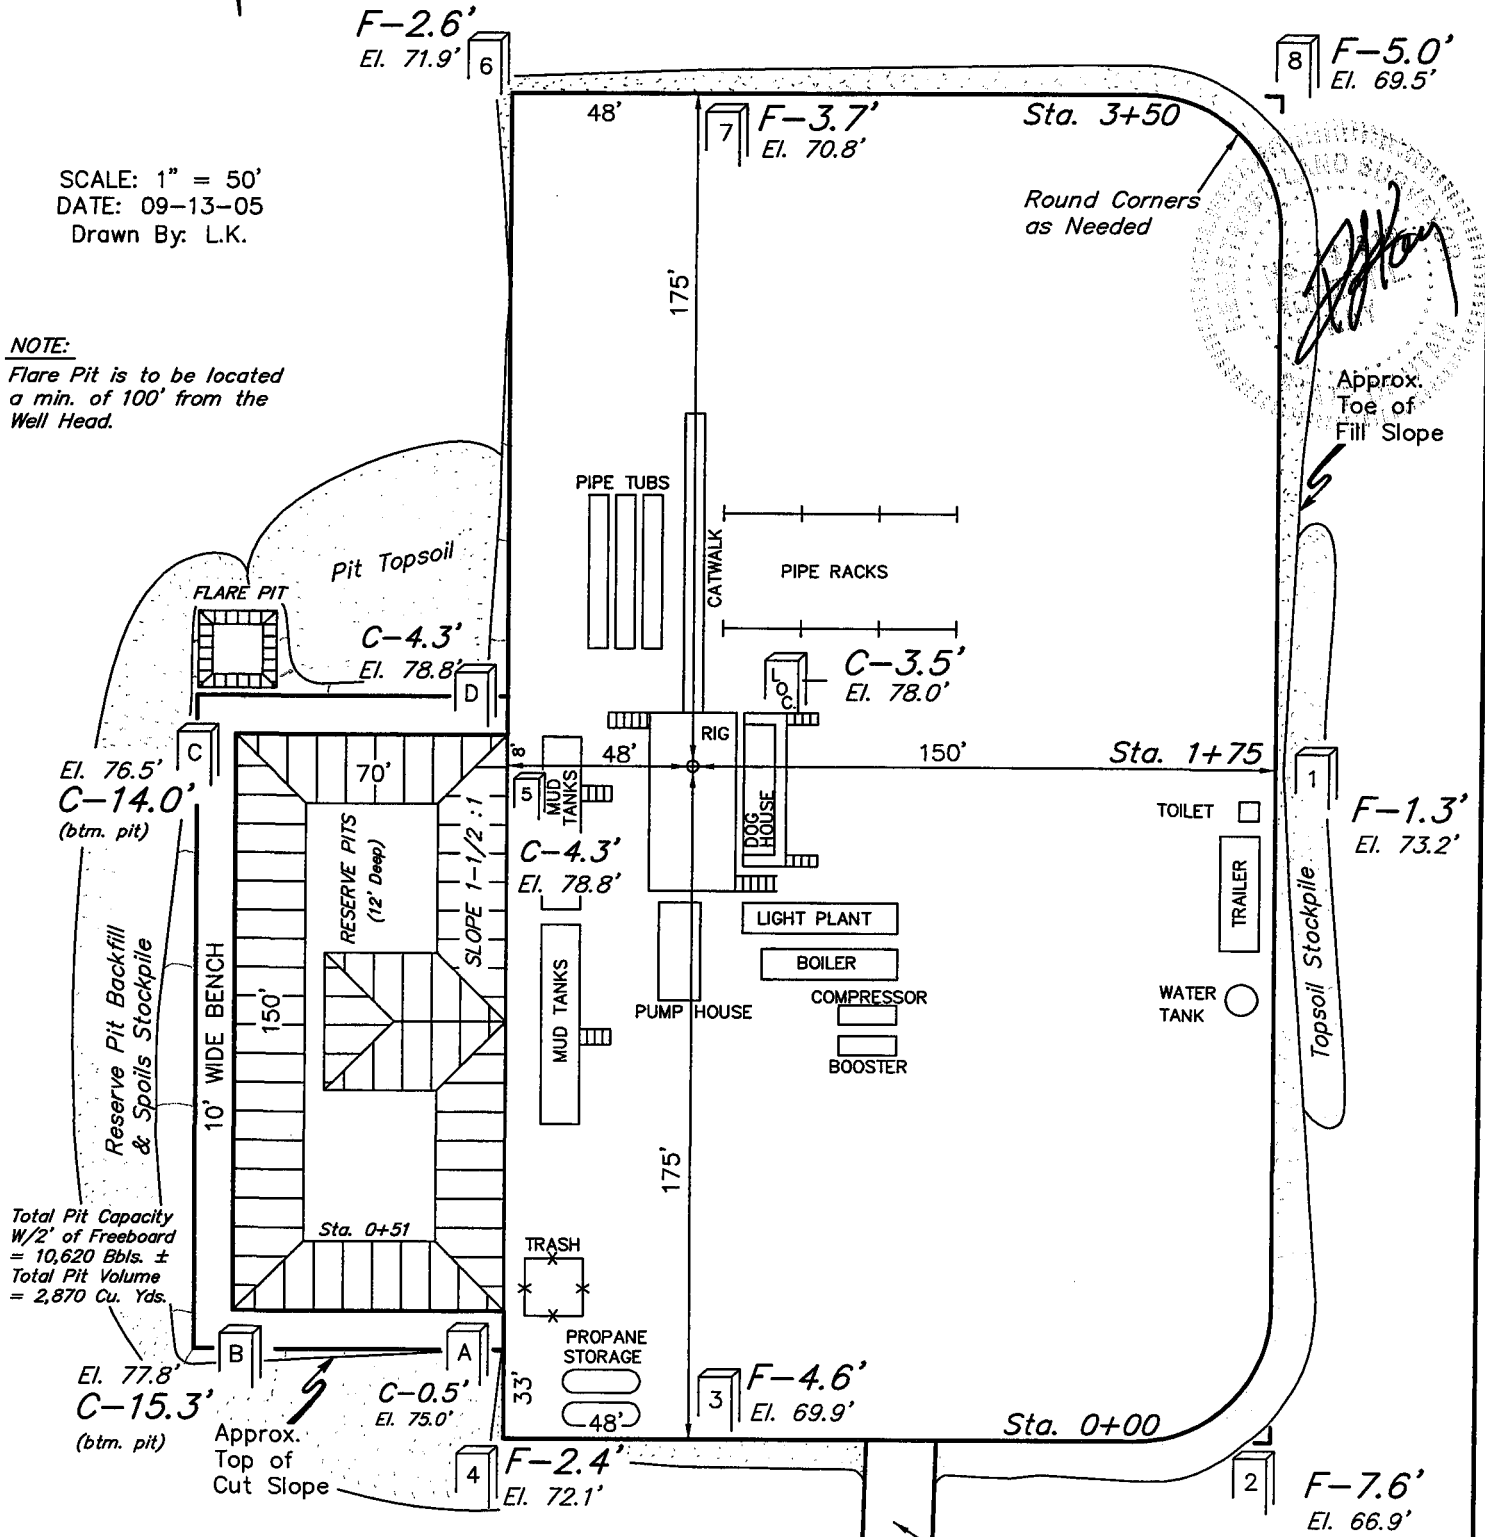 F-2.6'
El. 71.9'
6
8
F-5.0'
El. 69.5'
48'
7
F-3.7'
El. 70.8'
Sta. 3+50
SCALE: 1" = 50'
DATE: 09-13-05
Drawn By: L.K.
Round Corners
as Needed
175'
NOTE:
Flare Pit is to be located
a min. of 100' from the
Well Head.
Approx.
Toe of
Fill Slope
PIPE TUBS
CATWALK
PIPE RACKS
Pit Topsoil
FLARE PIT
C-4.3'
El. 78.8'
D
LOC.
C-3.5'
El. 78.0'
C
El. 76.5'
C-14.0'
(btm. pit)
70'
8'
48'
RIG
150'
Sta. 1+75
1
F-1.3'
El. 73.2'
5
MUD
TANKS
DOG
HOUSE
TOILET
TRAILER
C-4.3'
El. 78.8'
RESERVE PITS
(12' Deep)
SLOPE 1-1/2 :1
LIGHT PLANT
BOILER
COMPRESSOR
BOOSTER
PUMP HOUSE
MUD TANKS
WATER
TANK
Topsoil Stockpile
Reserve Pit Backfill
& Spoils Stockpile
10' WIDE BENCH
150'
175'
Total Pit Capacity
W/2' of Freeboard
= 10,620 Bbls. ±
Total Pit Volume
= 2,870 Cu. Yds.
Sta. 0+51
TRASH
PROPANE
STORAGE
B
A
El. 77.8'
C-15.3'
(btm. pit)
C-0.5'
El. 75.0'
33'
48'
3
F-4.6'
El. 69.9'
Sta. 0+00
Approx.
Top of
Cut Slope
4
F-2.4'
El. 72.1'
2
F-7.6'
El. 66.9'